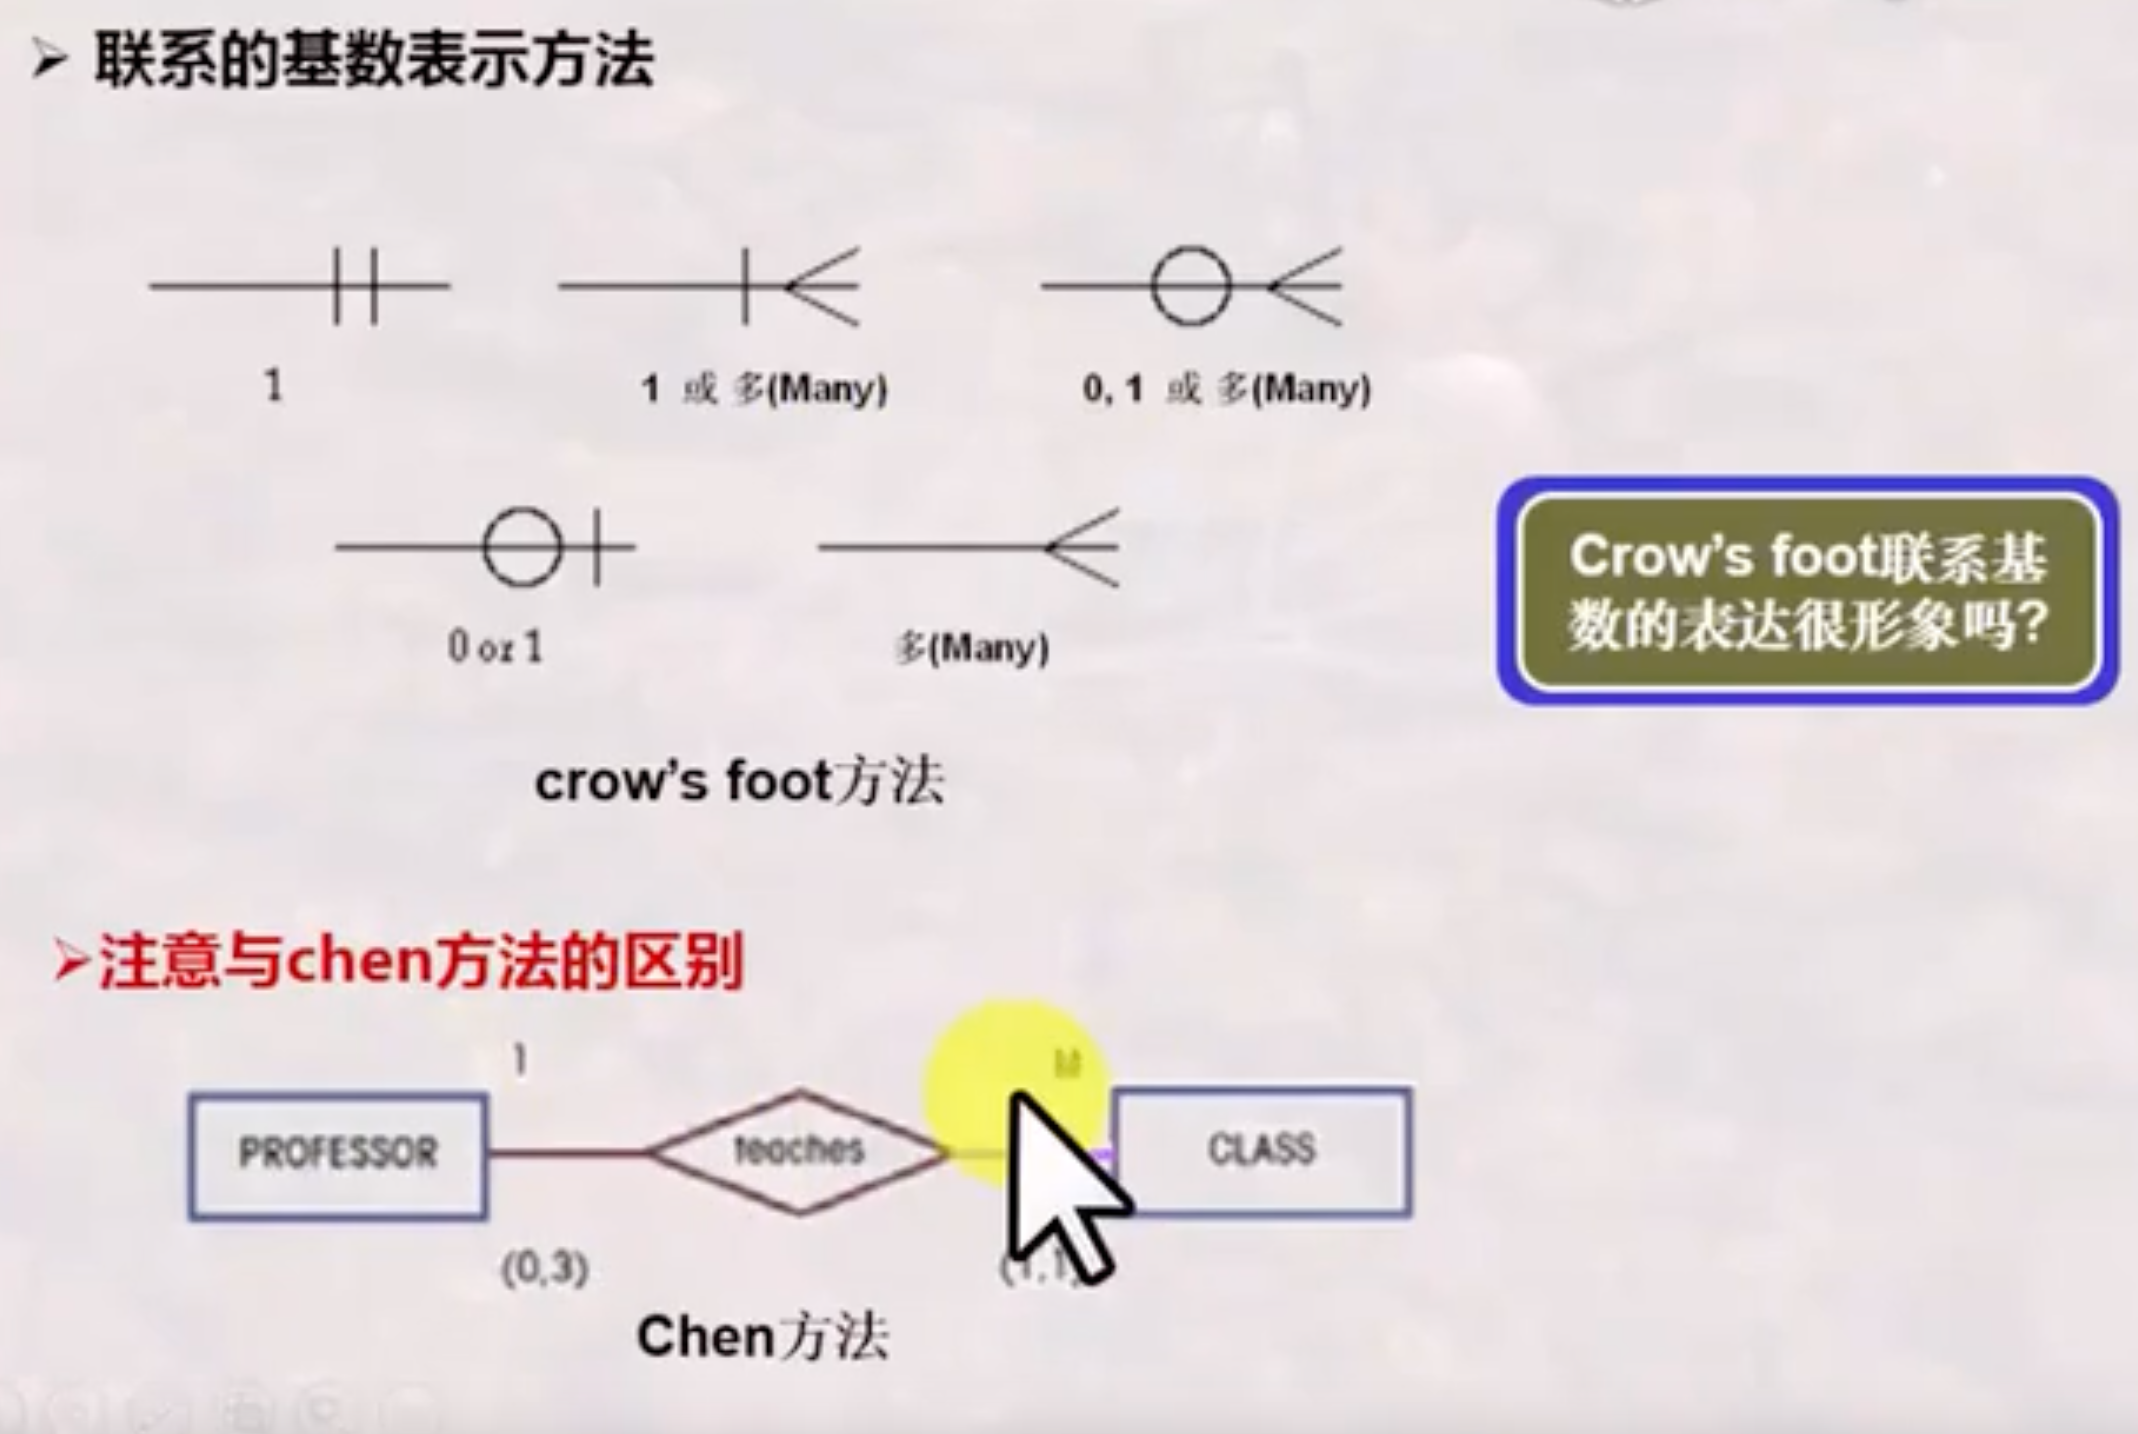 ➢ 联系的基数表示方法
1
1 或 多(Many)
0, 1 或 多(Many)
0 or 1
多(Many)
Crow's foot联系基
数的表达很形象吗?
crow's foot方法
➢注意与chen方法的区别
1
M
PROFESSOR
teaches
CLASS
(0,3)
(1,1)
Chen方法